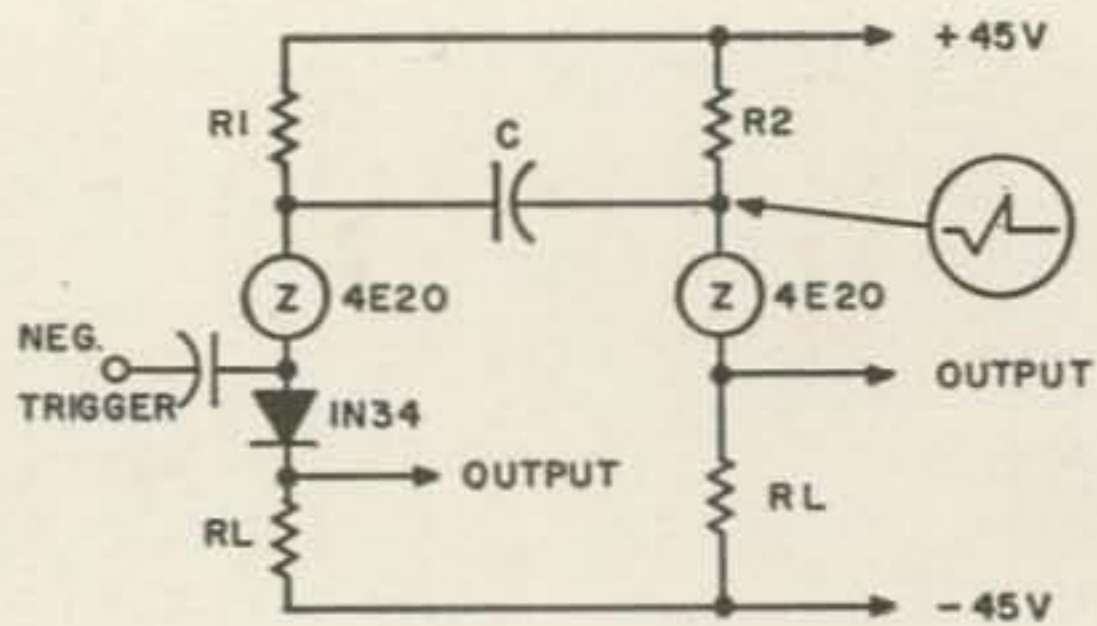 +45V
R1
C
R2
Z
4E20
Z
4E20
NEG.
TRIGGER
IN34
OUTPUT
OUTPUT
RL
RL
-45V